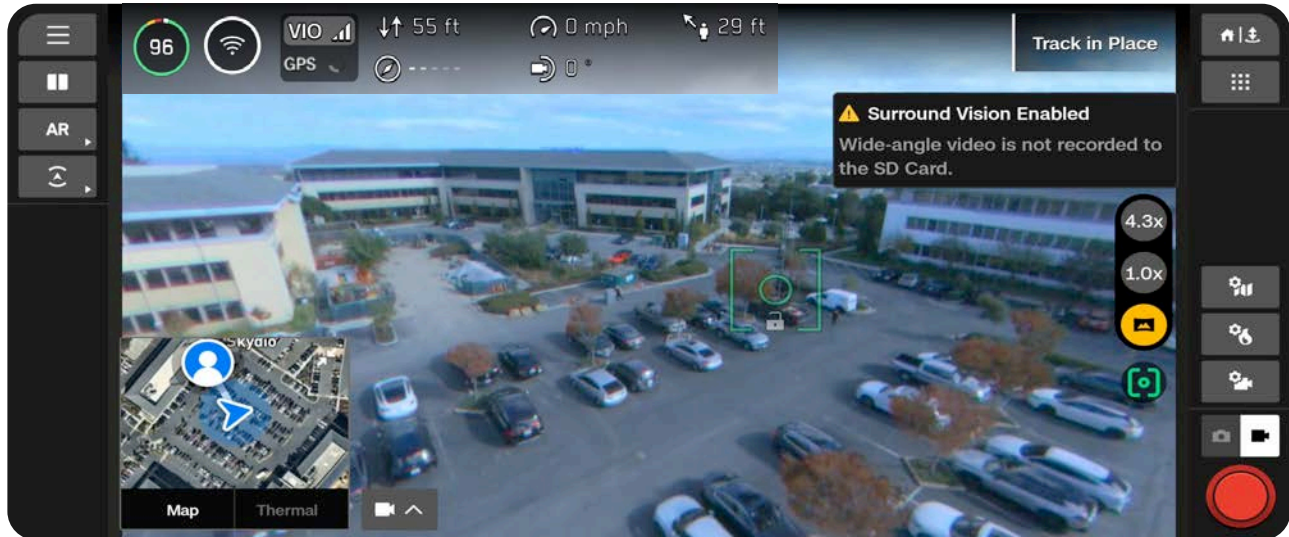 96
VIO
GPS
55 ft
-----
0 mph
0 °
29 ft
Track in Place
AR
Surround Vision Enabled
Wide-angle video is not recorded to
the SD Card.
4.3x
1.0x
Skydio
Map
Thermal